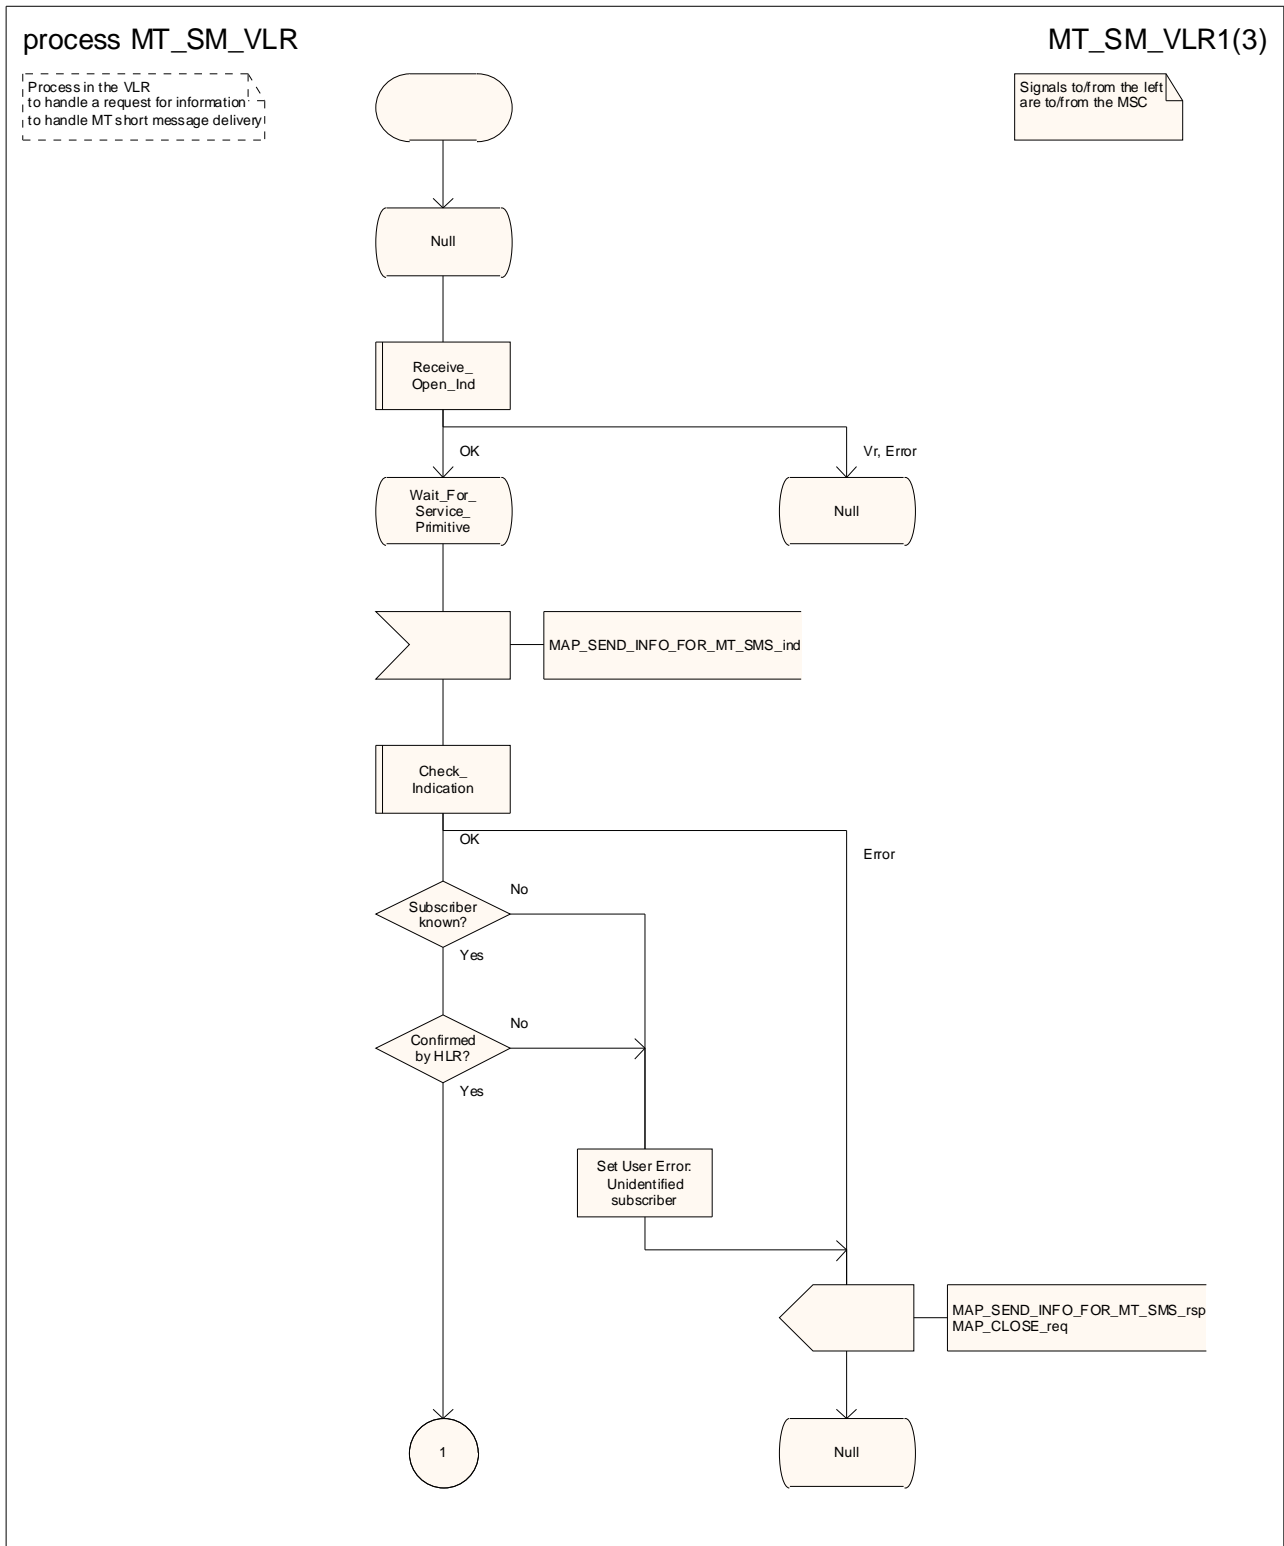 process MT_SM_VLR
MT_SM_VLR1(3)
Process in the VLR
to handle a request for information
to handle MT short message delivery
Signals to/from the left
are to/from the MSC
Null
Receive_
Open_Ind
OK
Vr, Error
Wait_For_
Service_
Primitive
Null
MAP_SEND_INFO_FOR_MT_SMS_ind
Check_
Indication
OK
Error
Subscriber
known?
No
Yes
Confirmed
by HLR?
No
Yes
Set User Error:
Unidentified
subscriber
MAP_SEND_INFO_FOR_MT_SMS_rsp
MAP_CLOSE_req
1
Null